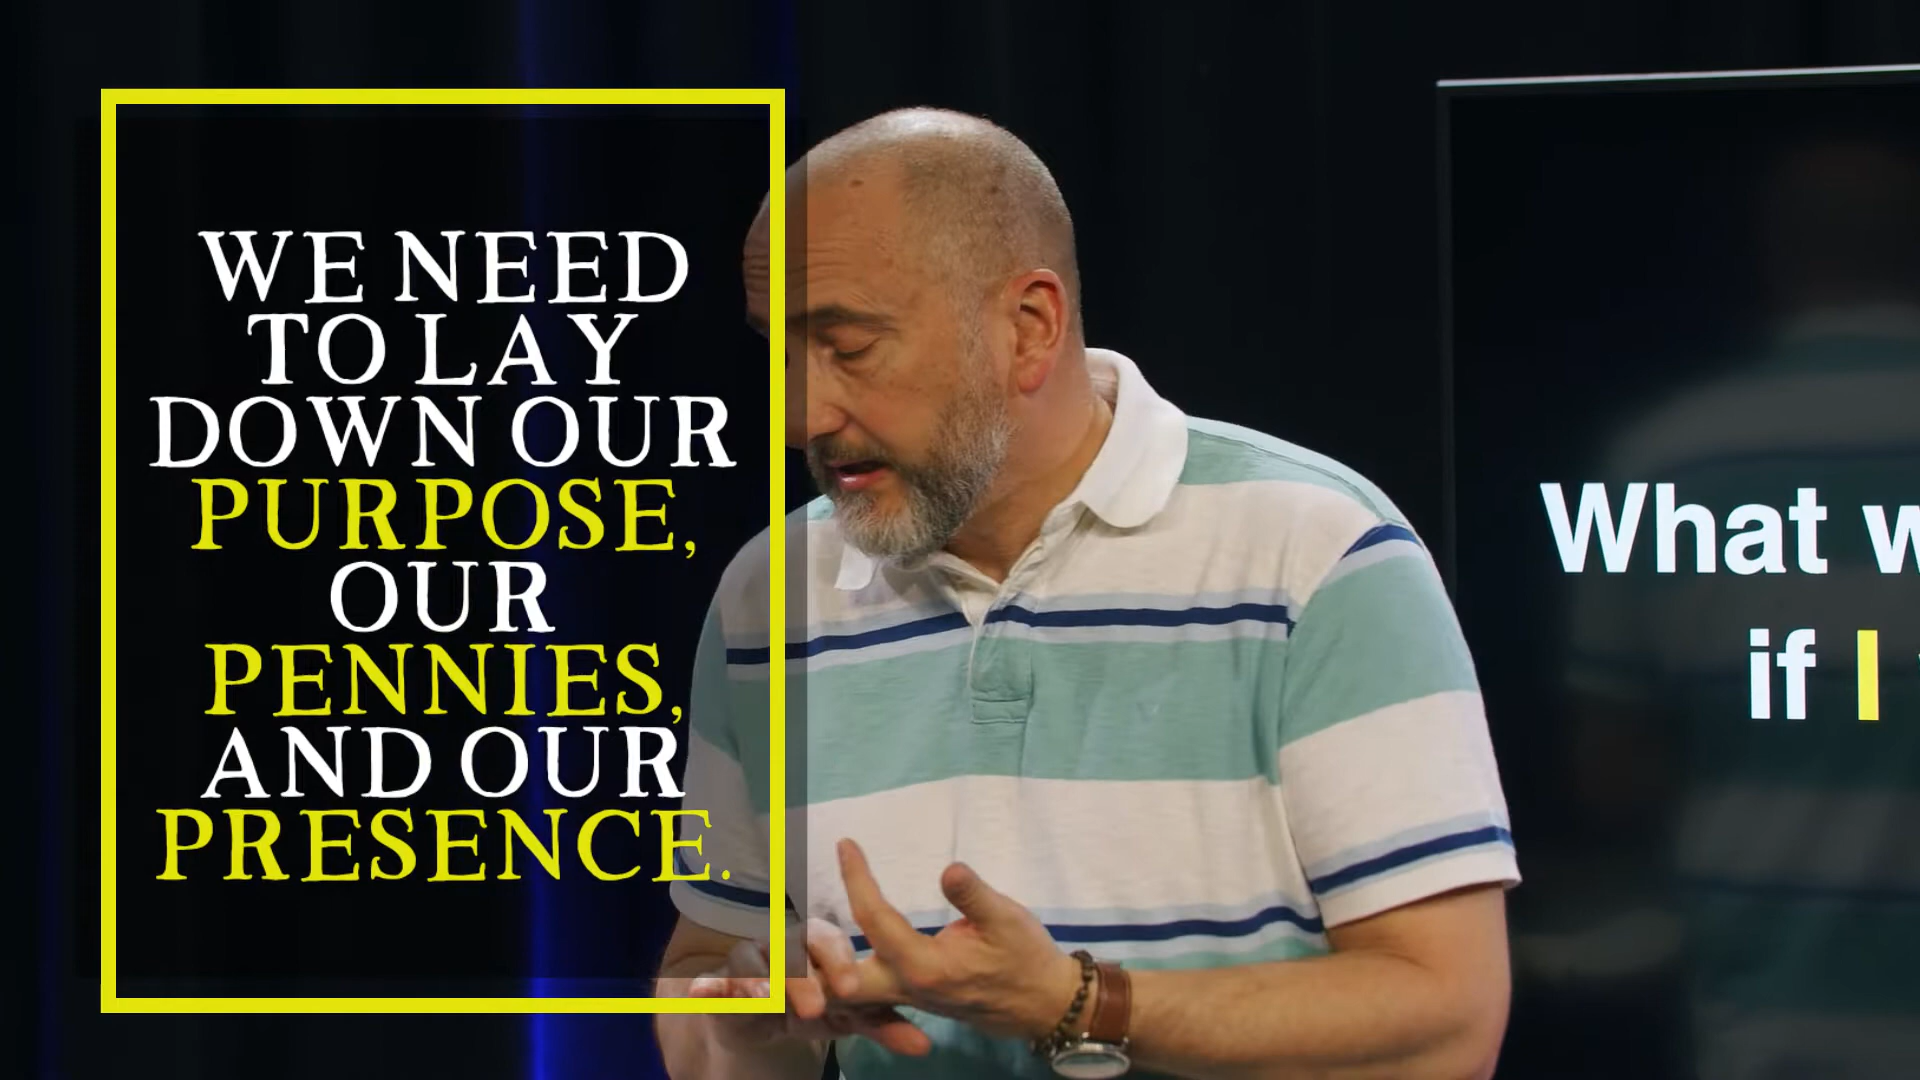 WE NEED
TO LAY
DOWN OUR
PURPOSE,
OUR
PENNIES,
AND OUR
PRESENCE.
What
if I